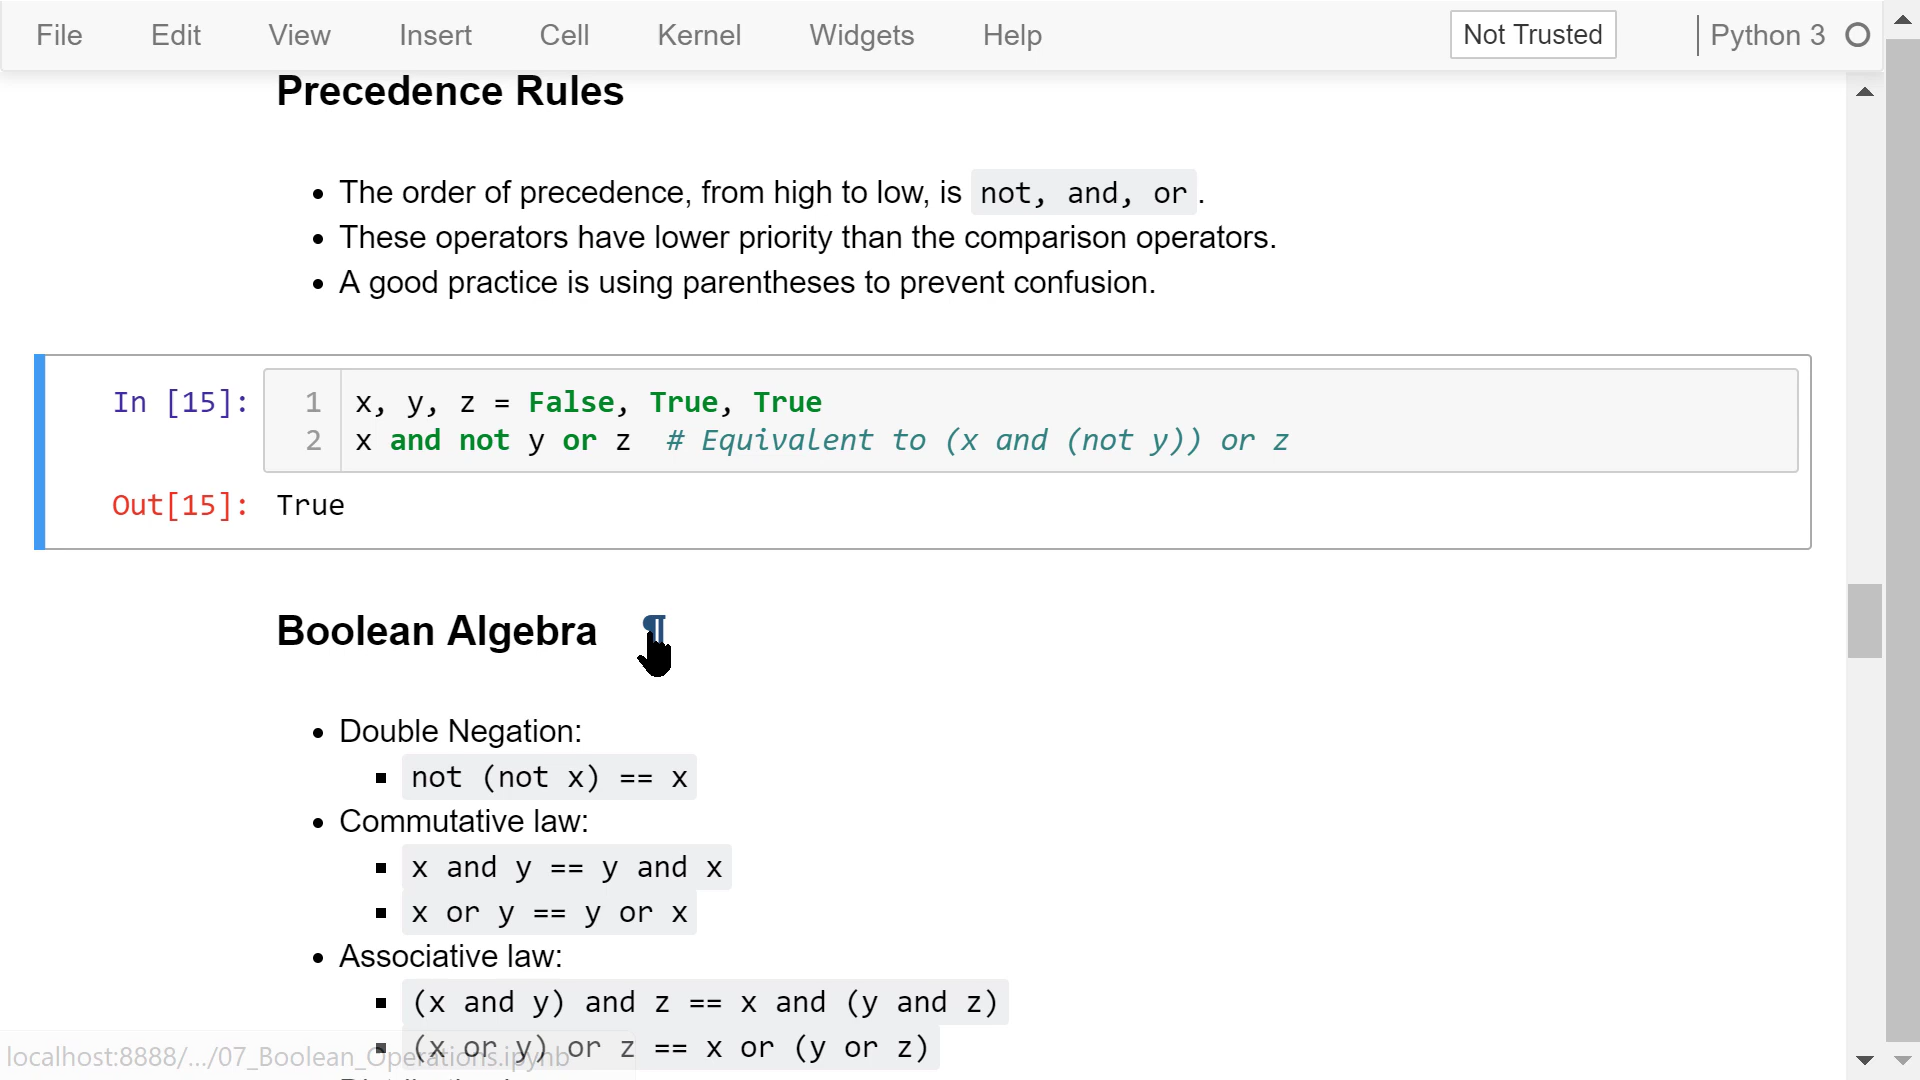 File Edit View Insert Cell Kernel Widgets Help Not Trusted Python 3
Precedence Rules
• The order of precedence, from high to low, is not, and, or.
• These operators have lower priority than the comparison operators.
• A good practice is using parentheses to prevent confusion.
In [15]: 1 x, y, z = False, True, True
2 x and not y or z  # Equivalent to (x and (not y)) or z
Out[15]: True
Boolean Algebra ¶
• Double Negation:
▪ not (not x) == x
• Commutative law:
▪ x and y == y and x
▪ x or y == y or x
• Associative law:
▪ (x and y) and z == x and (y and z)
▪ (x or y) or z == x or (y or z)
localhost:8888/.../07_Boolean_Operations.ipynb